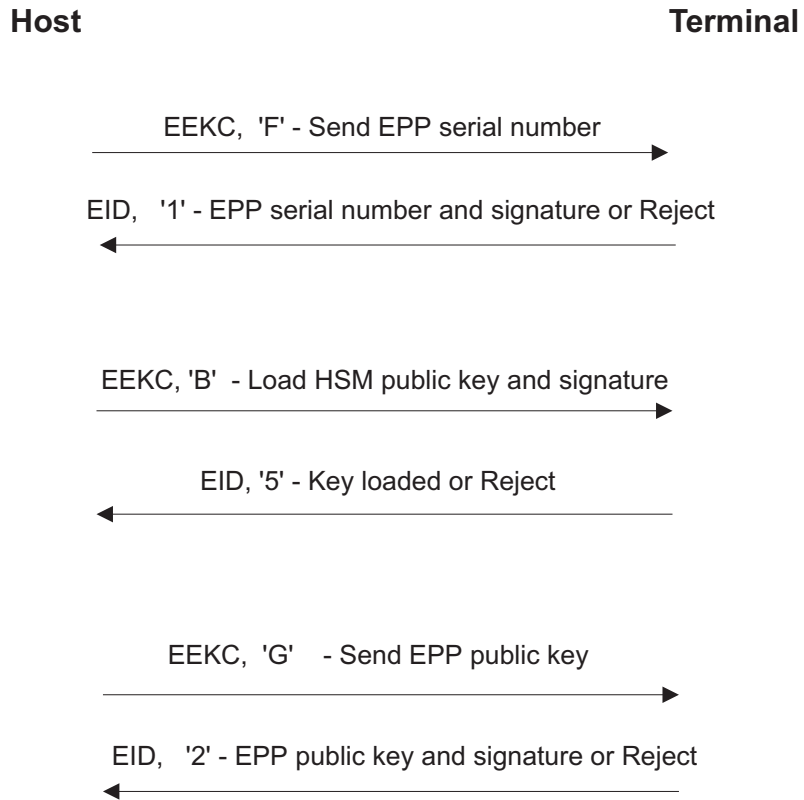 Host Terminal
EEKC, 'F' - Send EPP serial number
EID, '1' - EPP serial number and signature or Reject
EEKC, 'B' - Load HSM public key and signature
EID, '5' - Key loaded or Reject
EEKC, 'G' - Send EPP public key
EID, '2' - EPP public key and signature or Reject